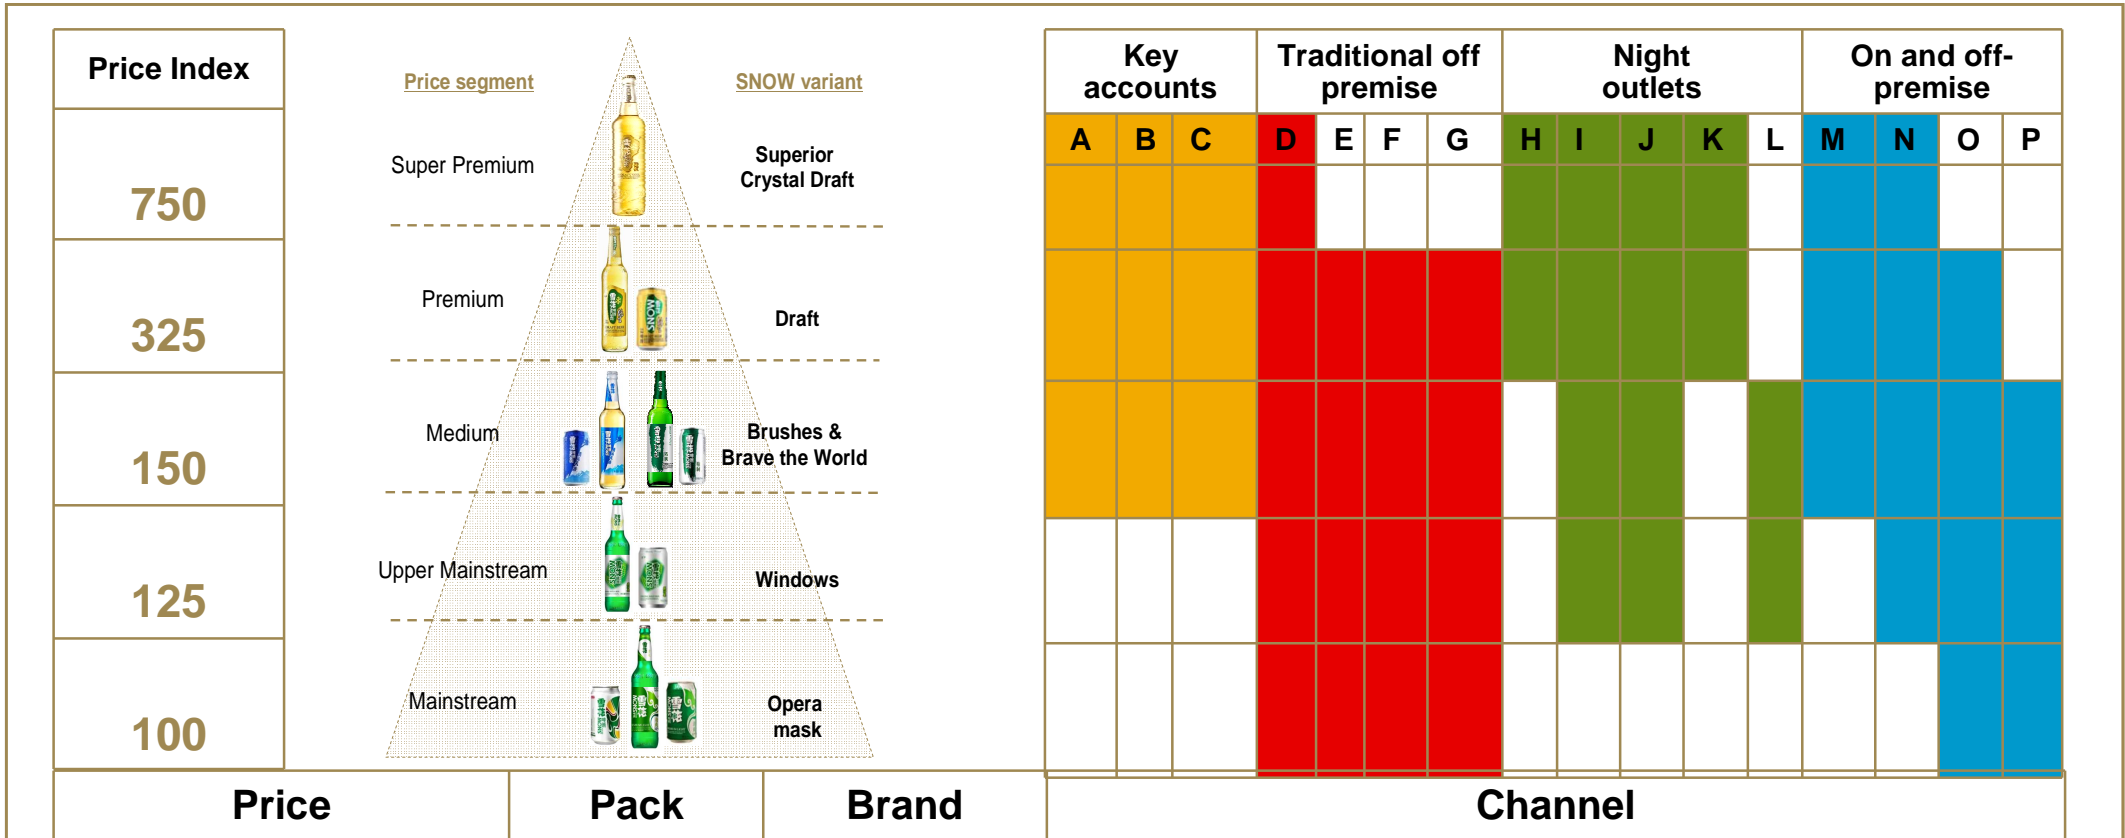 Price Index
Price segment
SNOW variant
Key
accounts
Traditional off
premise
Night
outlets
On and off-
premise
A B C D E F G H I J K L M N O P
750
Super Premium
Superior
Crystal Draft
325
Premium
SNOW
Draft
150
Medium
Brushes &
Brave the World
125
Upper Mainstream
Windows
100
Mainstream
Opera
mask
Price
Pack
Brand
Channel